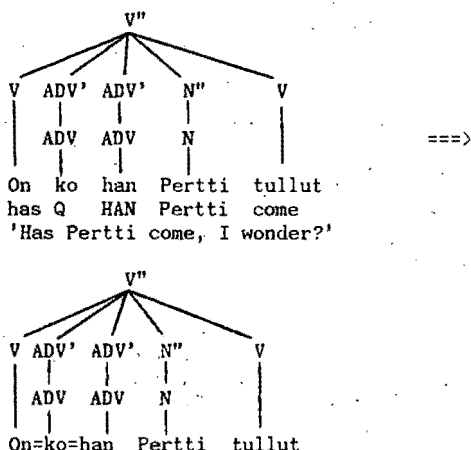 V"
V ADV' ADV' N" V
ADV ADV N ===>
On ko han Pertti tullut
has Q HAN Pertti come
'Has Pertti come, I wonder?'
V"
V ADV' ADV' N" V
ADV ADV N
On=ko=han Pertti tullut